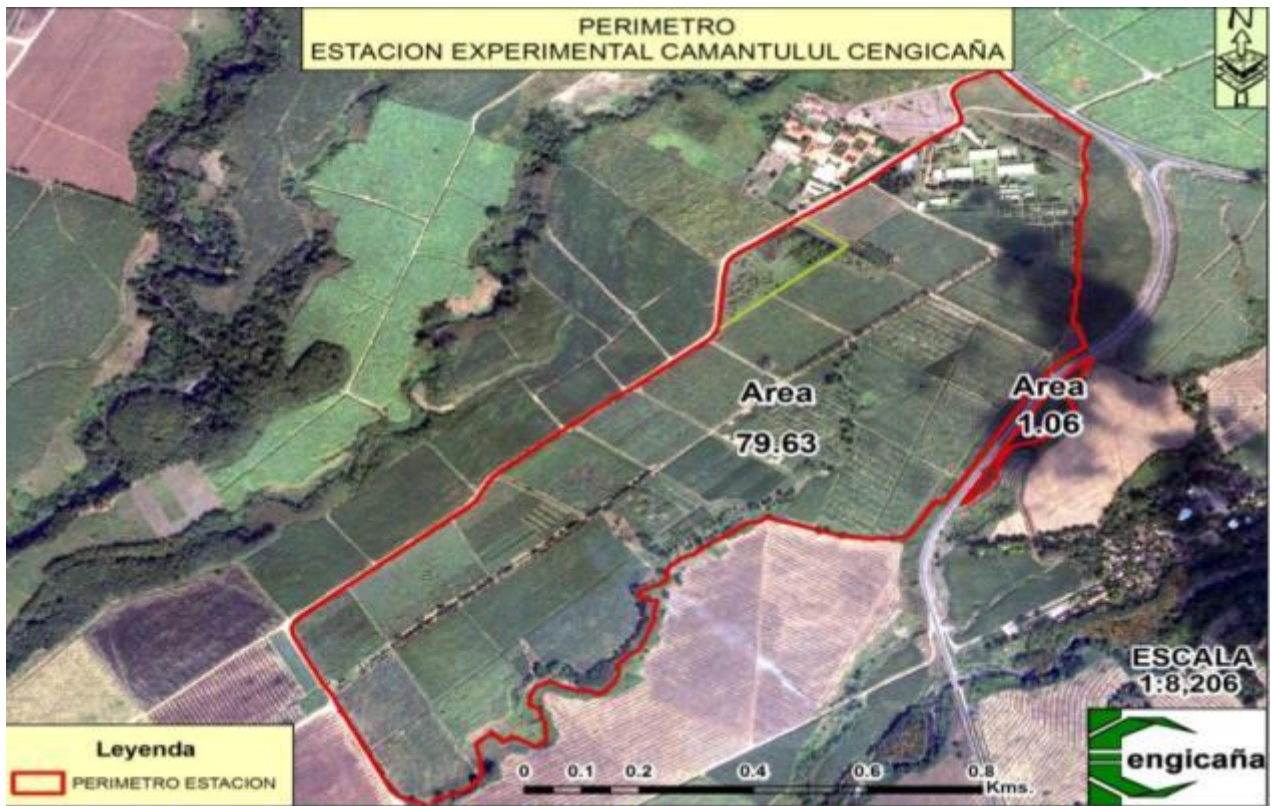 PERIMETRO
ESTACION EXPERIMENTAL CAMANTULUL CENGICAÑA
N
Area
79.63
Area
1.06
ESCALA
1:8,206
Leyenda
PERIMETRO ESTACION
0 0.1 0.2 0.4 0.6 0.8
Kms.
engicaña